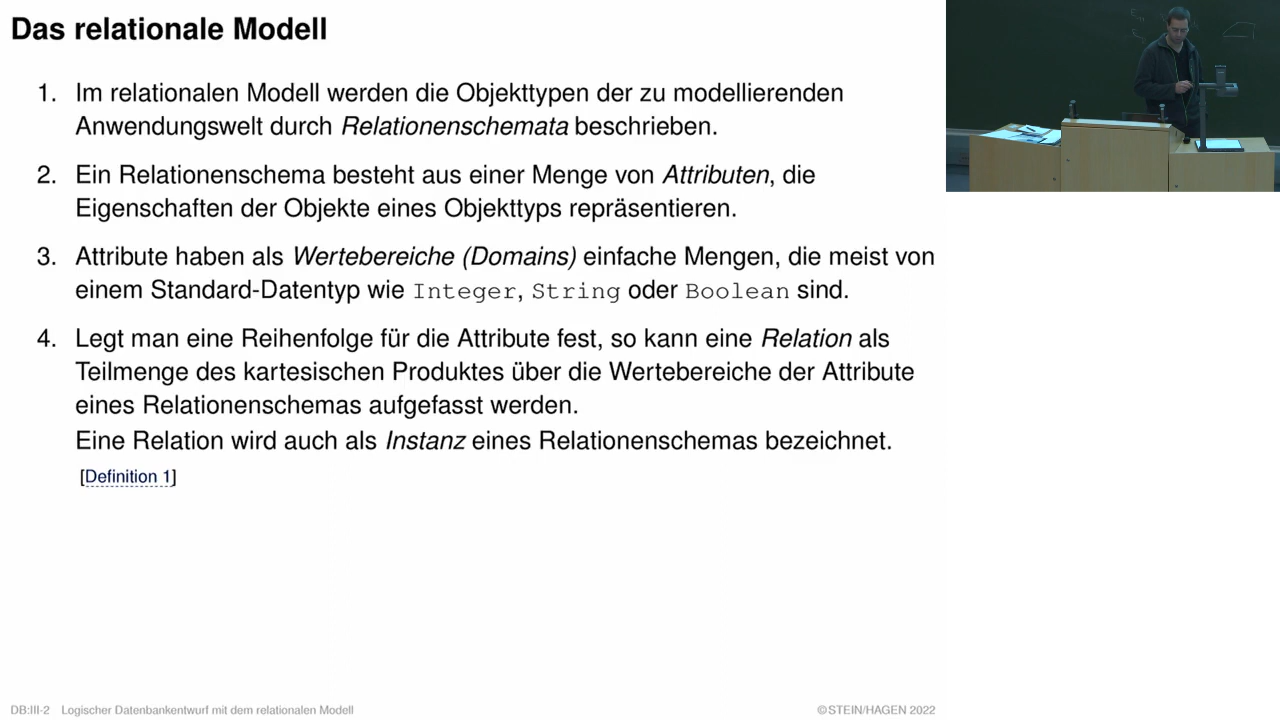 Das relationale Modell
1. Im relationalen Modell werden die Objekttypen der zu modellierenden
Anwendungswelt durch Relationenschemata beschrieben.
2. Ein Relationenschema besteht aus einer Menge von Attributen, die
Eigenschaften der Objekte eines Objekttyps repräsentieren.
3. Attribute haben als Wertebereiche (Domains) einfache Mengen, die meist von
einem Standard-Datentyp wie Integer, String oder Boolean sind.
4. Legt man eine Reihenfolge für die Attribute fest, so kann eine Relation als
Teilmenge des kartesischen Produktes über die Wertebereiche der Attribute
eines Relationenschemas aufgefasst werden.
Eine Relation wird auch als Instanz eines Relationenschemas bezeichnet.
[Definition 1]
DB:III-2 Logischer Datenbankentwurf mit dem relationalen Modell
©STEIN/HAGEN 2022